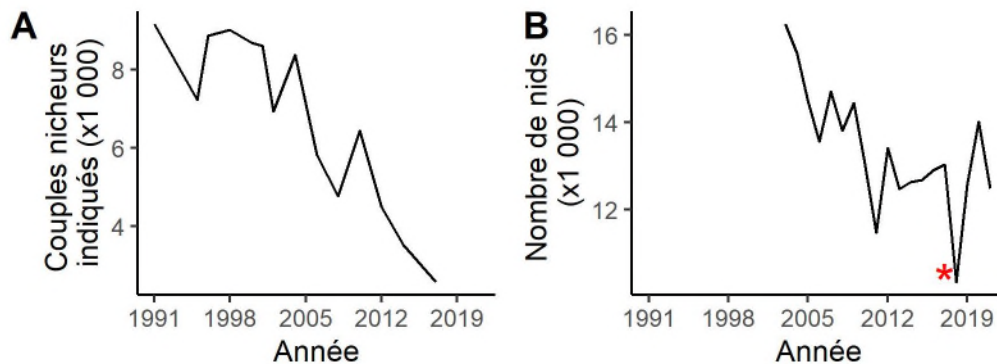 A
Couples nicheurs
indiqués (x1 000)
8
6
4
1991 1998 2005 2012 2019
Année
B
Nombre de nids
(x1 000)
16
14
12
*
1991 1998 2005 2012 2019
Année